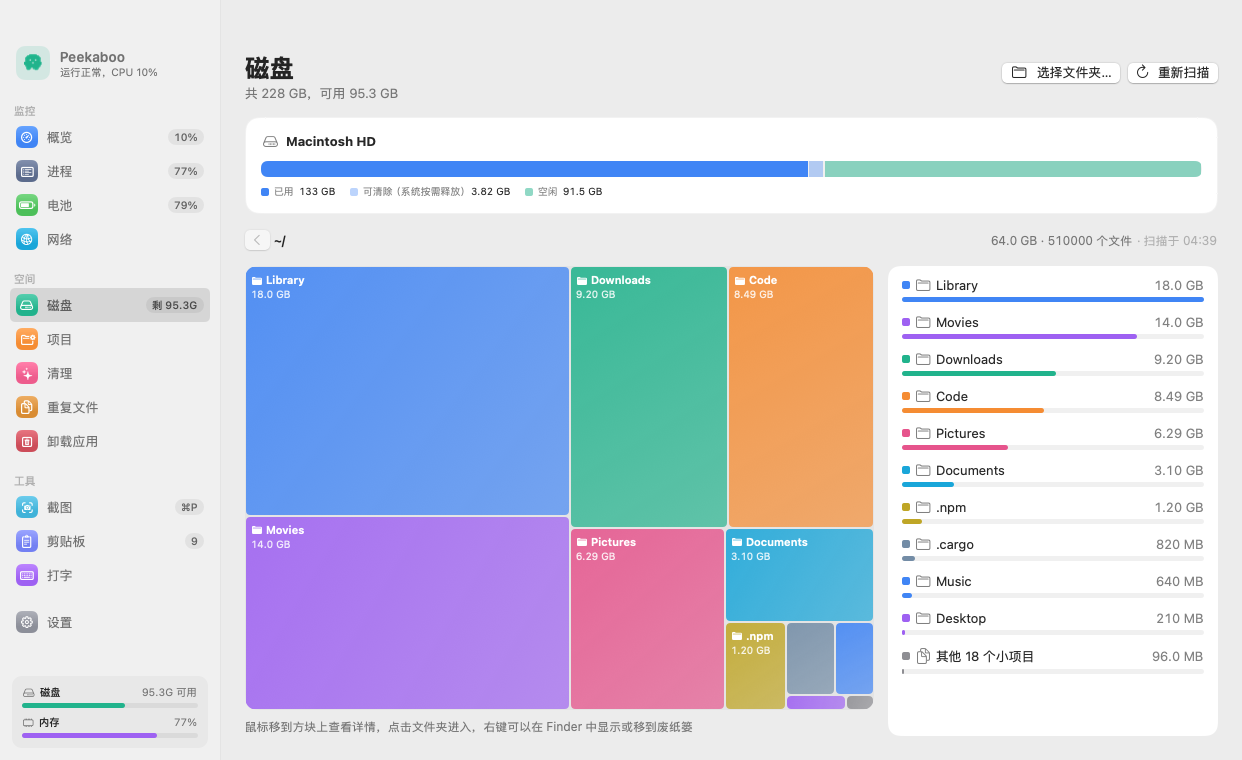 Peekaboo
运行正常，CPU 10%
监控
概览 10%
进程 77%
电池 79%
网络
空间
磁盘 剩 95.3G
项目
清理
重复文件
卸载应用
工具
截图 ⌘P
剪贴板 9
打字
设置
磁盘 95.3G 可用
内存 77%
磁盘
共 228 GB，可用 95.3 GB
选择文件夹...
重新扫描
Macintosh HD
已用 133 GB 可清除（系统按需释放）3.82 GB 空闲 91.5 GB
~/
64.0 GB · 510000 个文件 · 扫描于 04:39
Library
18.0 GB
Downloads
9.20 GB
Code
8.49 GB
Movies
14.0 GB
Pictures
6.29 GB
Documents
3.10 GB
.npm
1.20 GB
鼠标移到方块上查看详情，点击文件夹进入，右键可以在 Finder 中显示或移到废纸篓
Library 18.0 GB
Movies 14.0 GB
Downloads 9.20 GB
Code 8.49 GB
Pictures 6.29 GB
Documents 3.10 GB
.npm 1.20 GB
.cargo 820 MB
Music 640 MB
Desktop 210 MB
其他 18 个小项目 96.0 MB